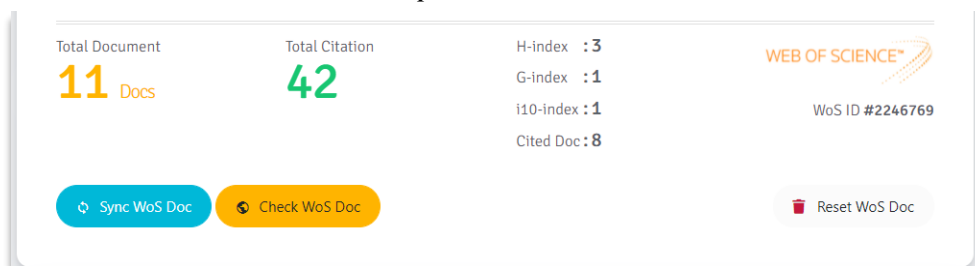 Total Document
11 Docs
Total Citation
42
H-index : 3
G-index : 1
i10-index : 1
Cited Doc : 8
WEB OF SCIENCE™
WoS ID #2246769
Sync WoS Doc
Check WoS Doc
Reset WoS Doc